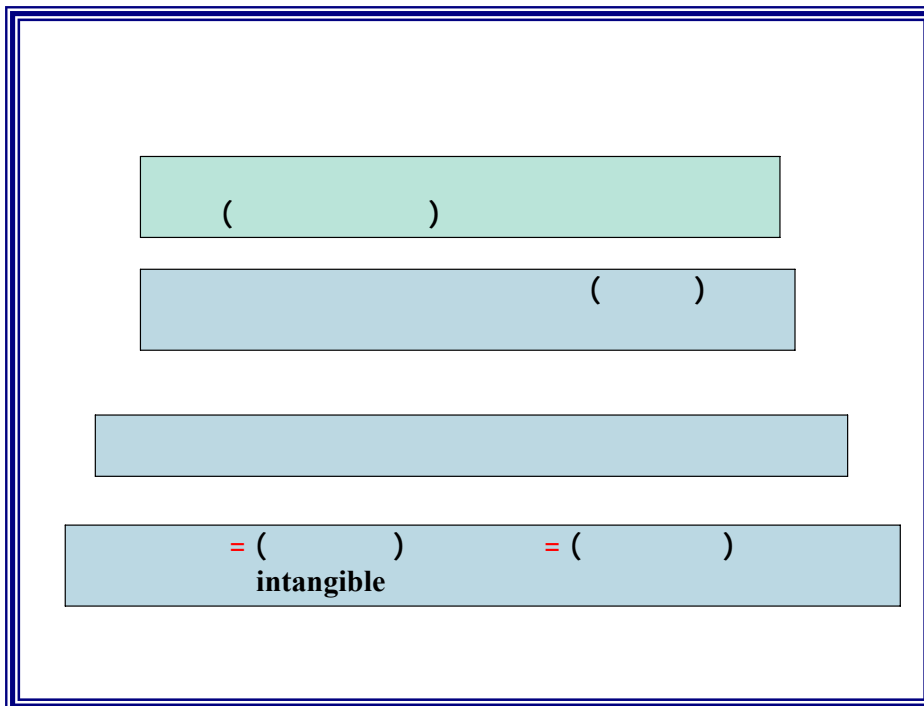 ( )
( )
= ( ) = ( )
intangible